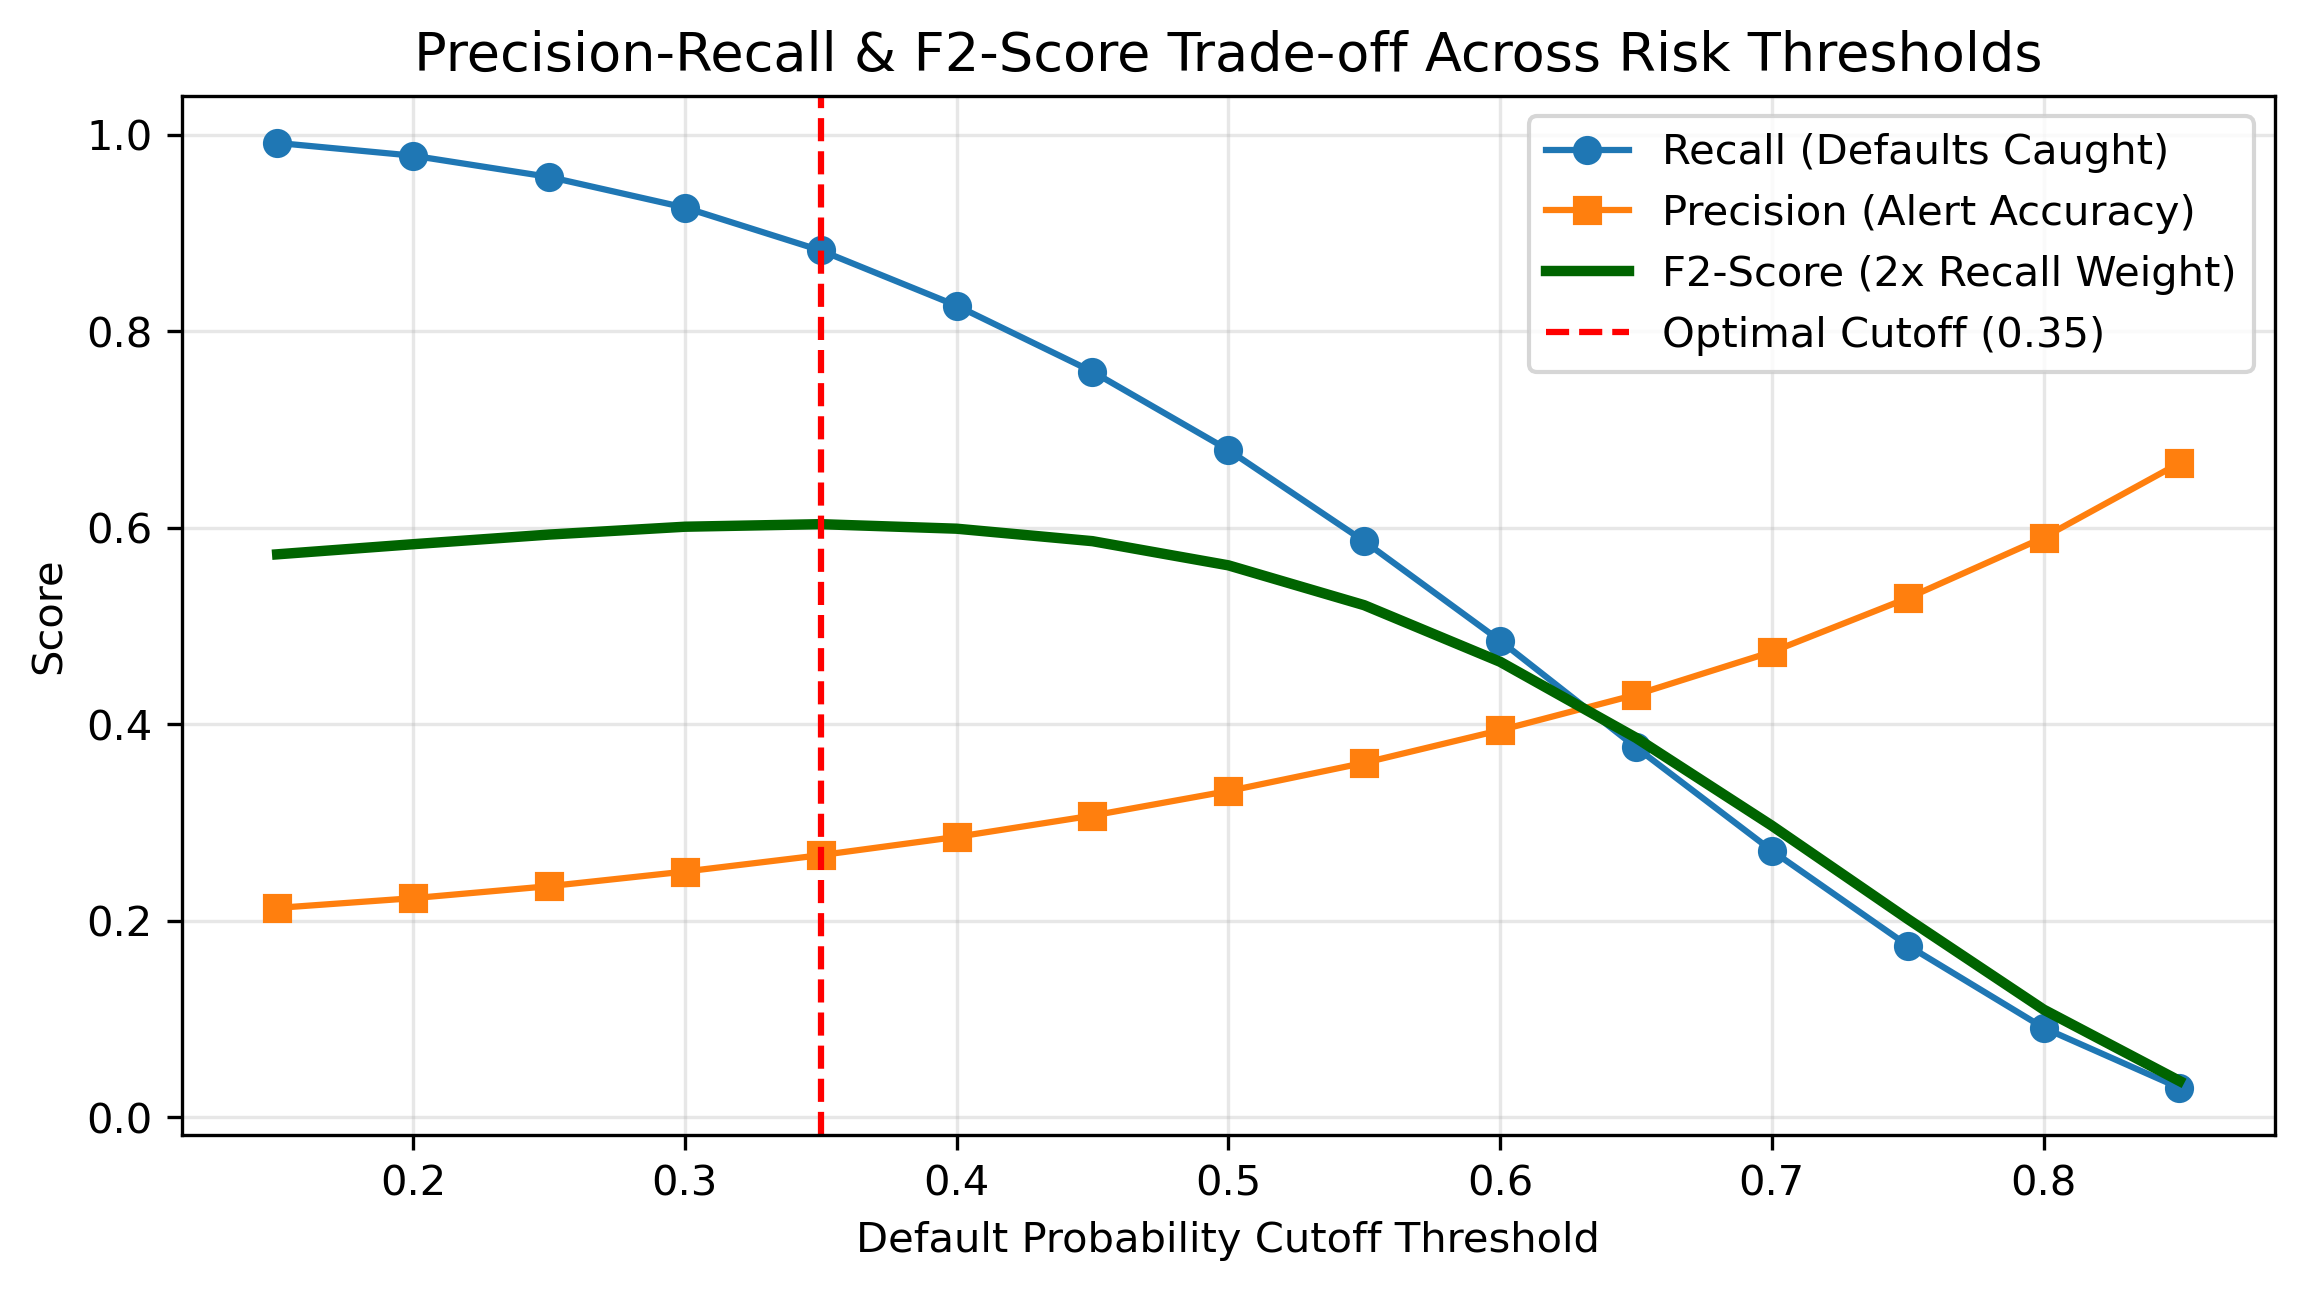 Precision-Recall & F2-Score Trade-off Across Risk Thresholds
Recall (Defaults Caught)
Precision (Alert Accuracy)
F2-Score (2x Recall Weight)
Optimal Cutoff (0.35)
Score
1.0
0.8
0.6
0.4
0.2
0.0
0.2 0.3 0.4 0.5 0.6 0.7 0.8
Default Probability Cutoff Threshold